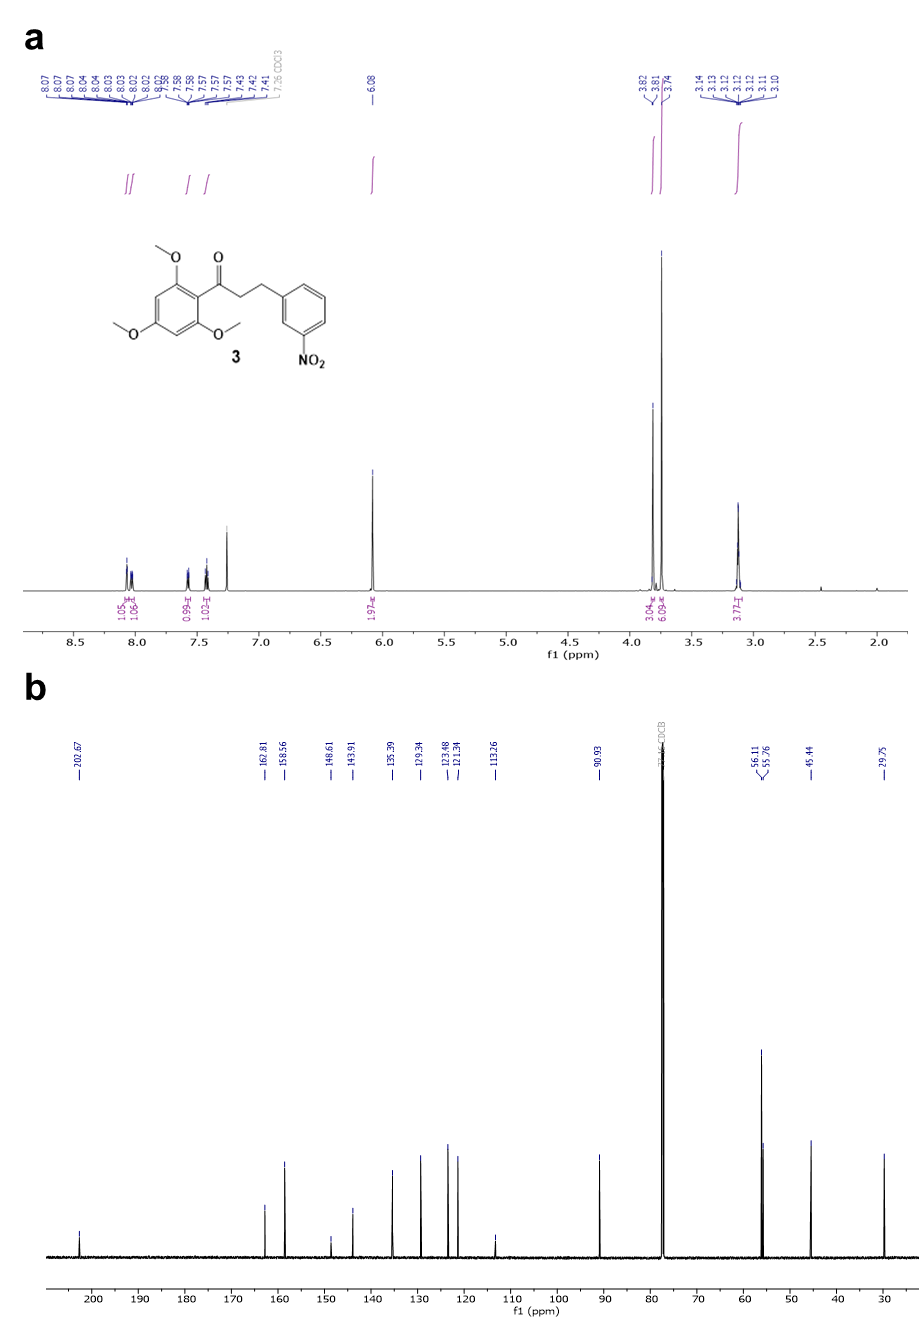 a
8.07 8.07 8.07 8.04 8.04 8.03 8.03 8.02 8.02 8.02 7.58 7.58 7.58 7.57 7.57 7.57 7.43 7.42 7.41 7.26 CDCl3 6.08 3.82 3.81 3.74 3.14 3.13 3.12 3.12 3.12 3.11 3.10
O O
O O
3 NO2
1.05 1.06 0.99 1.02 1.97 3.04 6.09 3.77
8.5 8.0 7.5 7.0 6.5 6.0 5.5 5.0 4.5 4.0 3.5 3.0 2.5 2.0
f1 (ppm)
b
202.67 162.81 158.56 148.61 143.91 135.39 129.34 123.48 121.34 113.26 90.93 CDCl3 56.11 55.76 45.44 29.75
200 190 180 170 160 150 140 130 120 110 100 90 80 70 60 50 40 30
f1 (ppm)